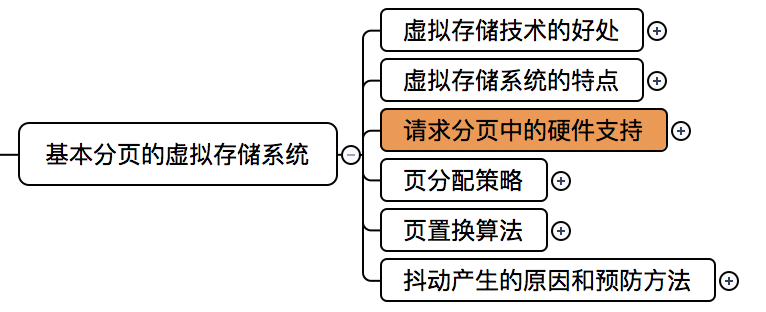 基本分页的虚拟存储系统
虚拟存储技术的好处
虚拟存储系统的特点
请求分页中的硬件支持
页分配策略
页置换算法
抖动产生的原因和预防方法